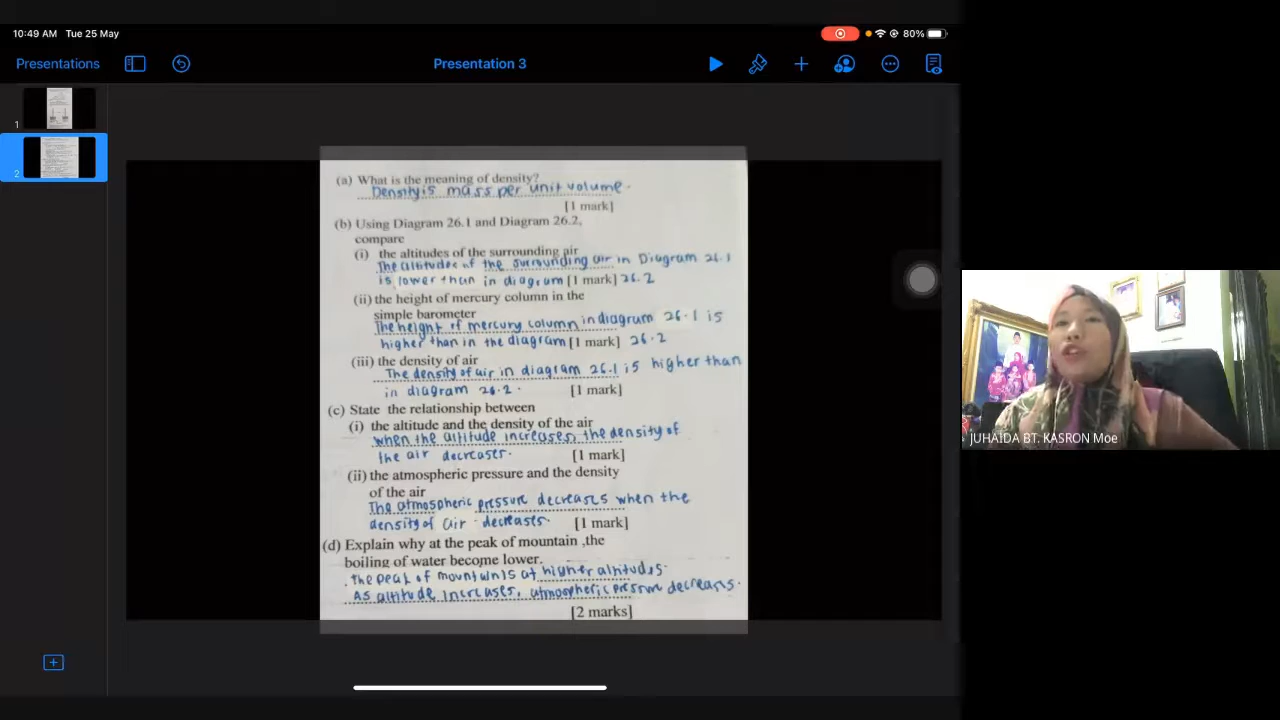 10:49 AM Tue 25 May
80%
Presentations
Presentation 3
1
2
(a) What is the meaning of density?
Density is mass per unit volume.
[1 mark]
(b) Using Diagram 26.1 and Diagram 26.2,
compare
(i) the altitudes of the surrounding air
The altitudes of the surrounding air in Diagram 26.1
is lower than in diagram [1 mark] 26.2
(ii) the height of mercury column in the
simple barometer
The height of mercury column in diagram 26.1 is
higher than in the diagram [1 mark] 26.2
(iii) the density of air
The density of air in diagram 26.1 is higher than
in diagram 26.2. [1 mark]
(c) State the relationship between
(i) the altitude and the density of the air
when the altitude increases, the density of
the air decreases. [1 mark]
(ii) the atmospheric pressure and the density
of the air
The atmospheric pressure decreases when the
density of air decreases. [1 mark]
(d) Explain why at the peak of mountain ,the
boiling of water become lower.
The peak of mountain is at higher altitudes.
As altitude increases, atmospheric pressure decreases.
[2 marks]
JUHAIDA BT. KASRON Moe